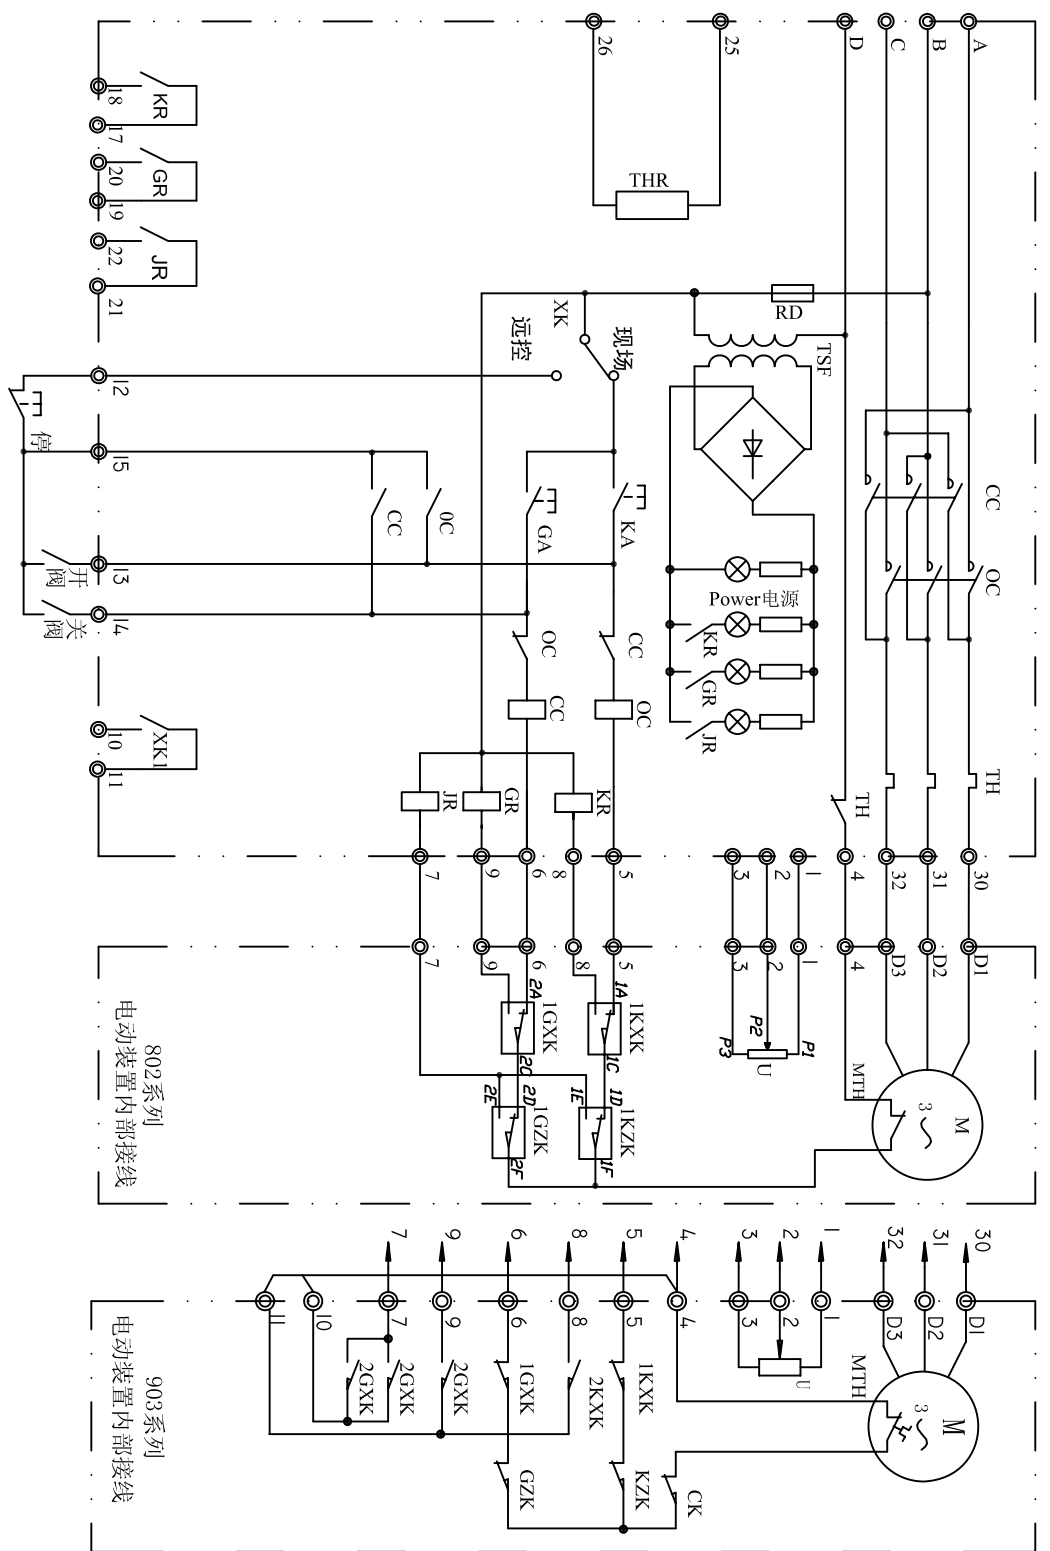 A
CC
OC
TH
30
D1
30
D1
B
31
D2
M
3
31
D2
M
3
C
32
D3
32
D3
D
TH
4
4
MTH
MTH
TSF
1
1
P1
U
1
1
U
RD
2
2
P2
2
2
Power电源
KR
GR
JR
3
3
P3
3
3
4
4
CK
25
THR
26
现场
XK
远控
KA
CC
OC
5
5
1A
1KXK
1C
1D
1KZK
1E
1F
5
5
1KXK
KZK
KR
8
8
8
8
2KXK
GA
OC
CC
6
6
2A
1GXK
2C
2D
1GZK
2E
2F
6
6
1GXK
GZK
GR
9
9
9
9
2GXK
JR
7
7
7
7
2GXK
2GXK
10
11
CC
0C
18
KR
17
20
GR
19
22
JR
21
12
15
13
14
10
XK1
11
停
开阀
关阀
802系列
电动装置内部接线
903系列
电动装置内部接线